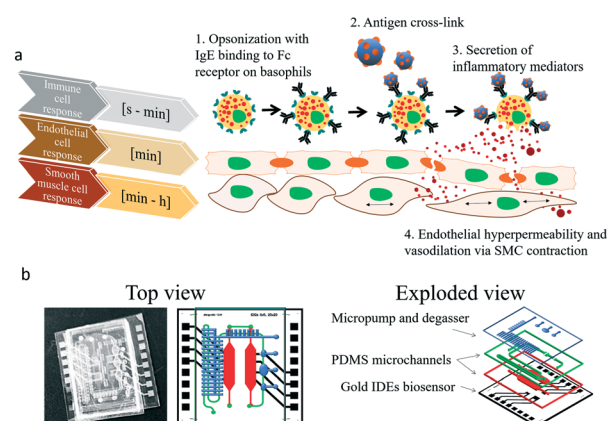 a
1. Opsonization with
IgE binding to Fc
receptor on basophils
2. Antigen cross-link
3. Secretion of
inflammatory mediators
Immune
cell
response
[s - min]
Endothelial
cell
response
[min]
Smooth
muscle cell
response
[min - h]
4. Endothelial hyperpermeability and
vasodilation via SMC contraction
b
Top view
Exploded view
Micropump and degasser
PDMS microchannels
Gold IDEs biosensor